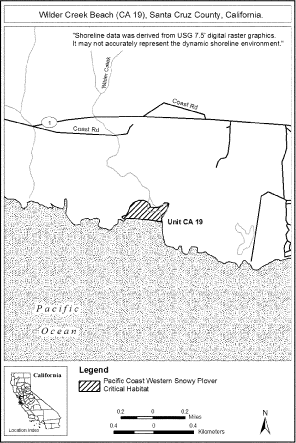 Wilder Creek Beach (CA 19), Santa Cruz County, California.
"Shoreline data was derived from USG 7.5' digital raster graphics.
It may not accurately represent the dynamic shoreline environment."
Wilder Creek
Coast Rd
1
Coast Rd
Unit CA 19
Pacific
Ocean
California
Location Index
Legend
Pacific Coast Western Snowy Plover
Critical Habitat
0.2 0 0.2
Miles
0.4 0 0.4
Kilometers
N